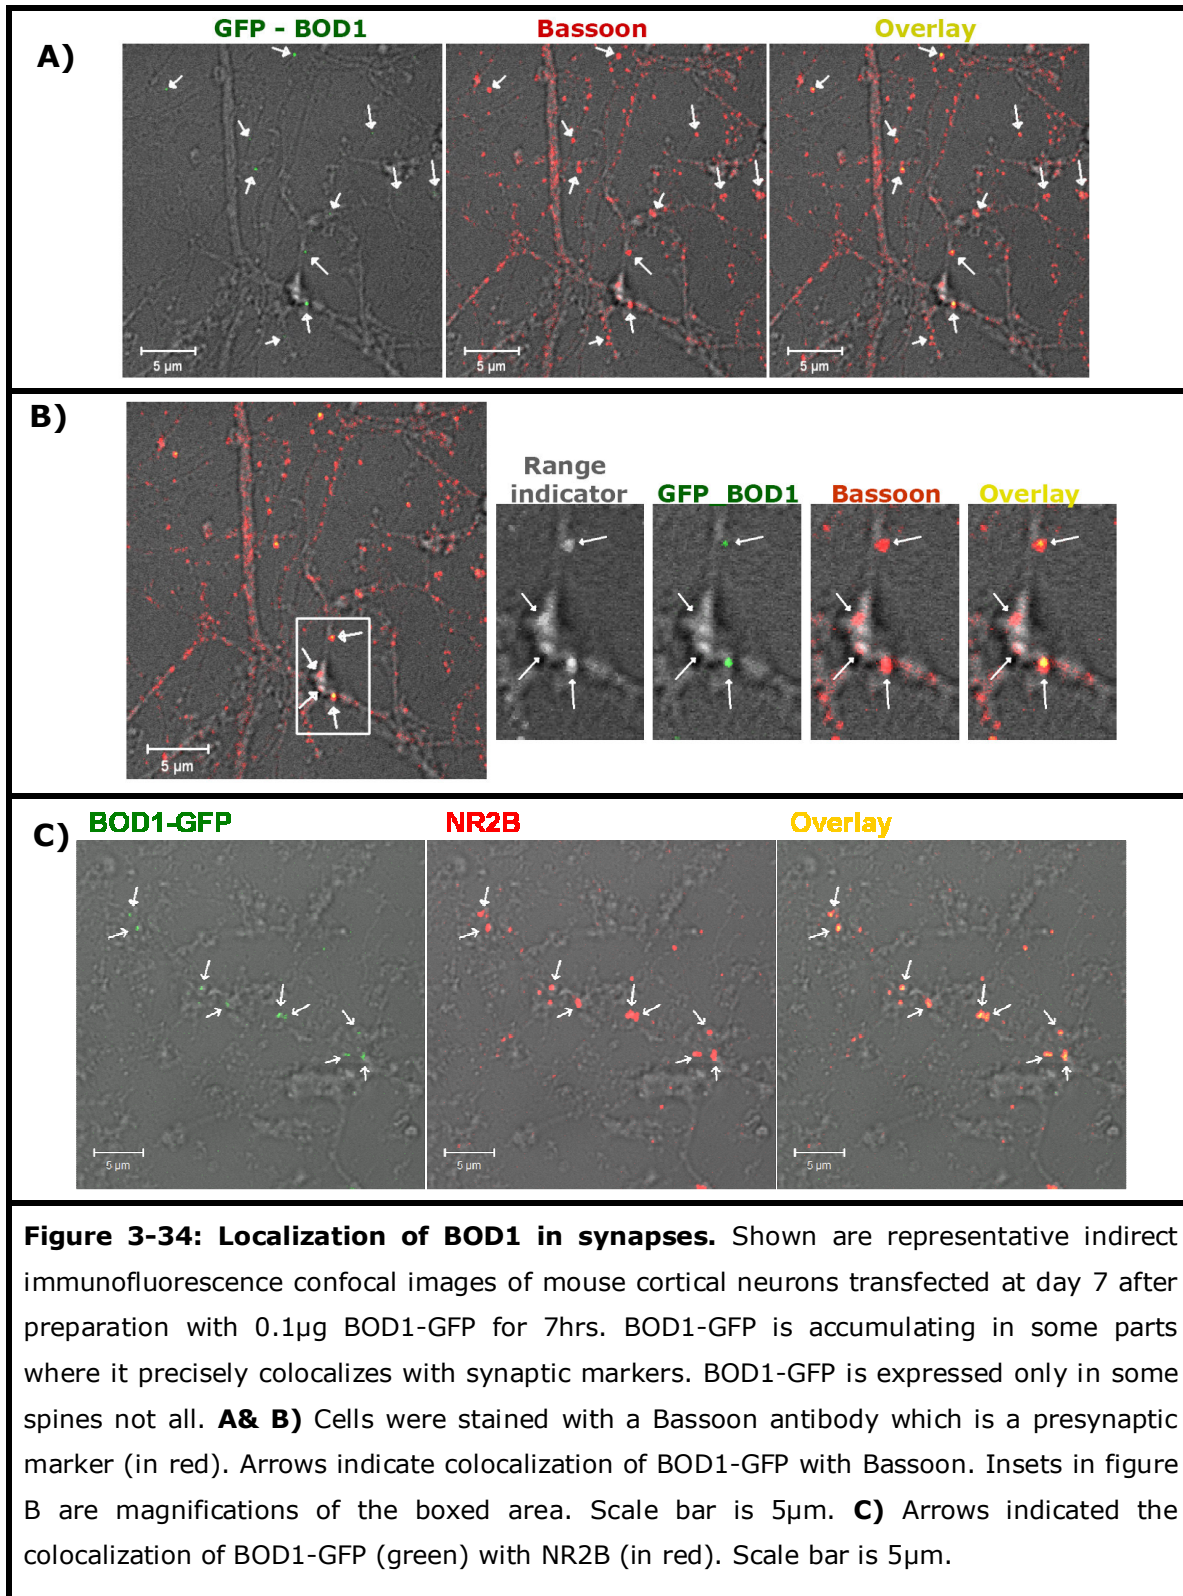 A)
GFP - BOD1 Bassoon Overlay
5 µm 5 µm 5 µm
B)
5 µm
Range
indicator GFP_BOD1 Bassoon Overlay
C)
BOD1-GFP NR2B Overlay
5 µm 5 µm 5 µm
Figure 3-34: Localization of BOD1 in synapses. Shown are representative indirect
immunofluorescence confocal images of mouse cortical neurons transfected at day 7 after
preparation with 0.1µg BOD1-GFP for 7hrs. BOD1-GFP is accumulating in some parts
where it precisely colocalizes with synaptic markers. BOD1-GFP is expressed only in some
spines not all. A& B) Cells were stained with a Bassoon antibody which is a presynaptic
marker (in red). Arrows indicate colocalization of BOD1-GFP with Bassoon. Insets in figure
B are magnifications of the boxed area. Scale bar is 5µm. C) Arrows indicated the
colocalization of BOD1-GFP (green) with NR2B (in red). Scale bar is 5µm.